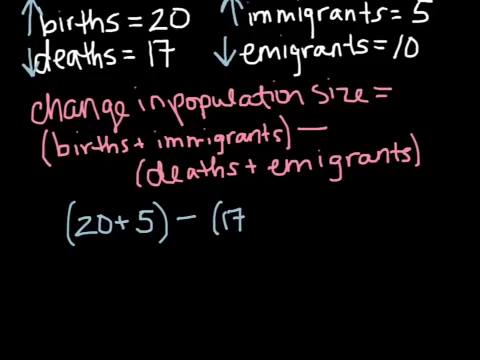 ↑births = 20 ↑immigrants = 5
↓deaths = 17 ↓emigrants = 10
change in population size =
(births + immigrants) —
(deaths + emigrants)
(20 + 5) - (17